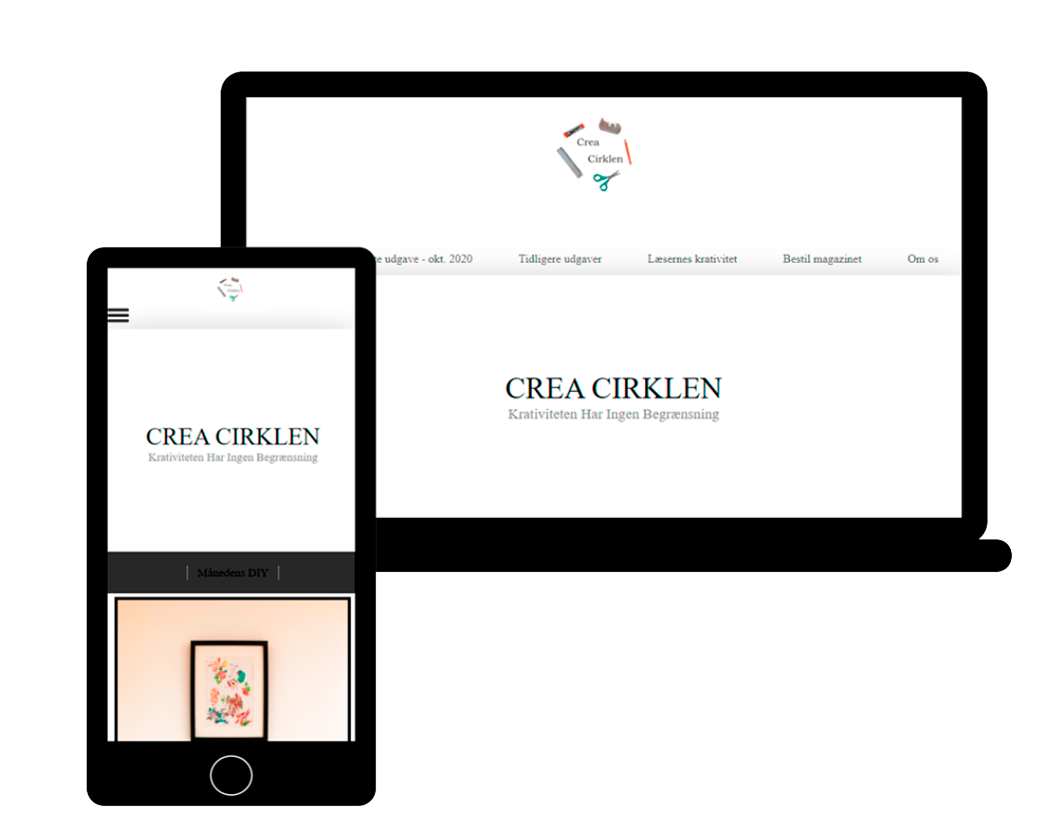 Crea
Cirklen
udgave - okt. 2020 Tidligere udgaver Læsernes krativitet Bestil magazinet Om os
CREA CIRKLEN
Krativiteten Har Ingen Begrænsning
CREA CIRKLEN
Krativiteten Har Ingen Begrænsning
Månedens DIY